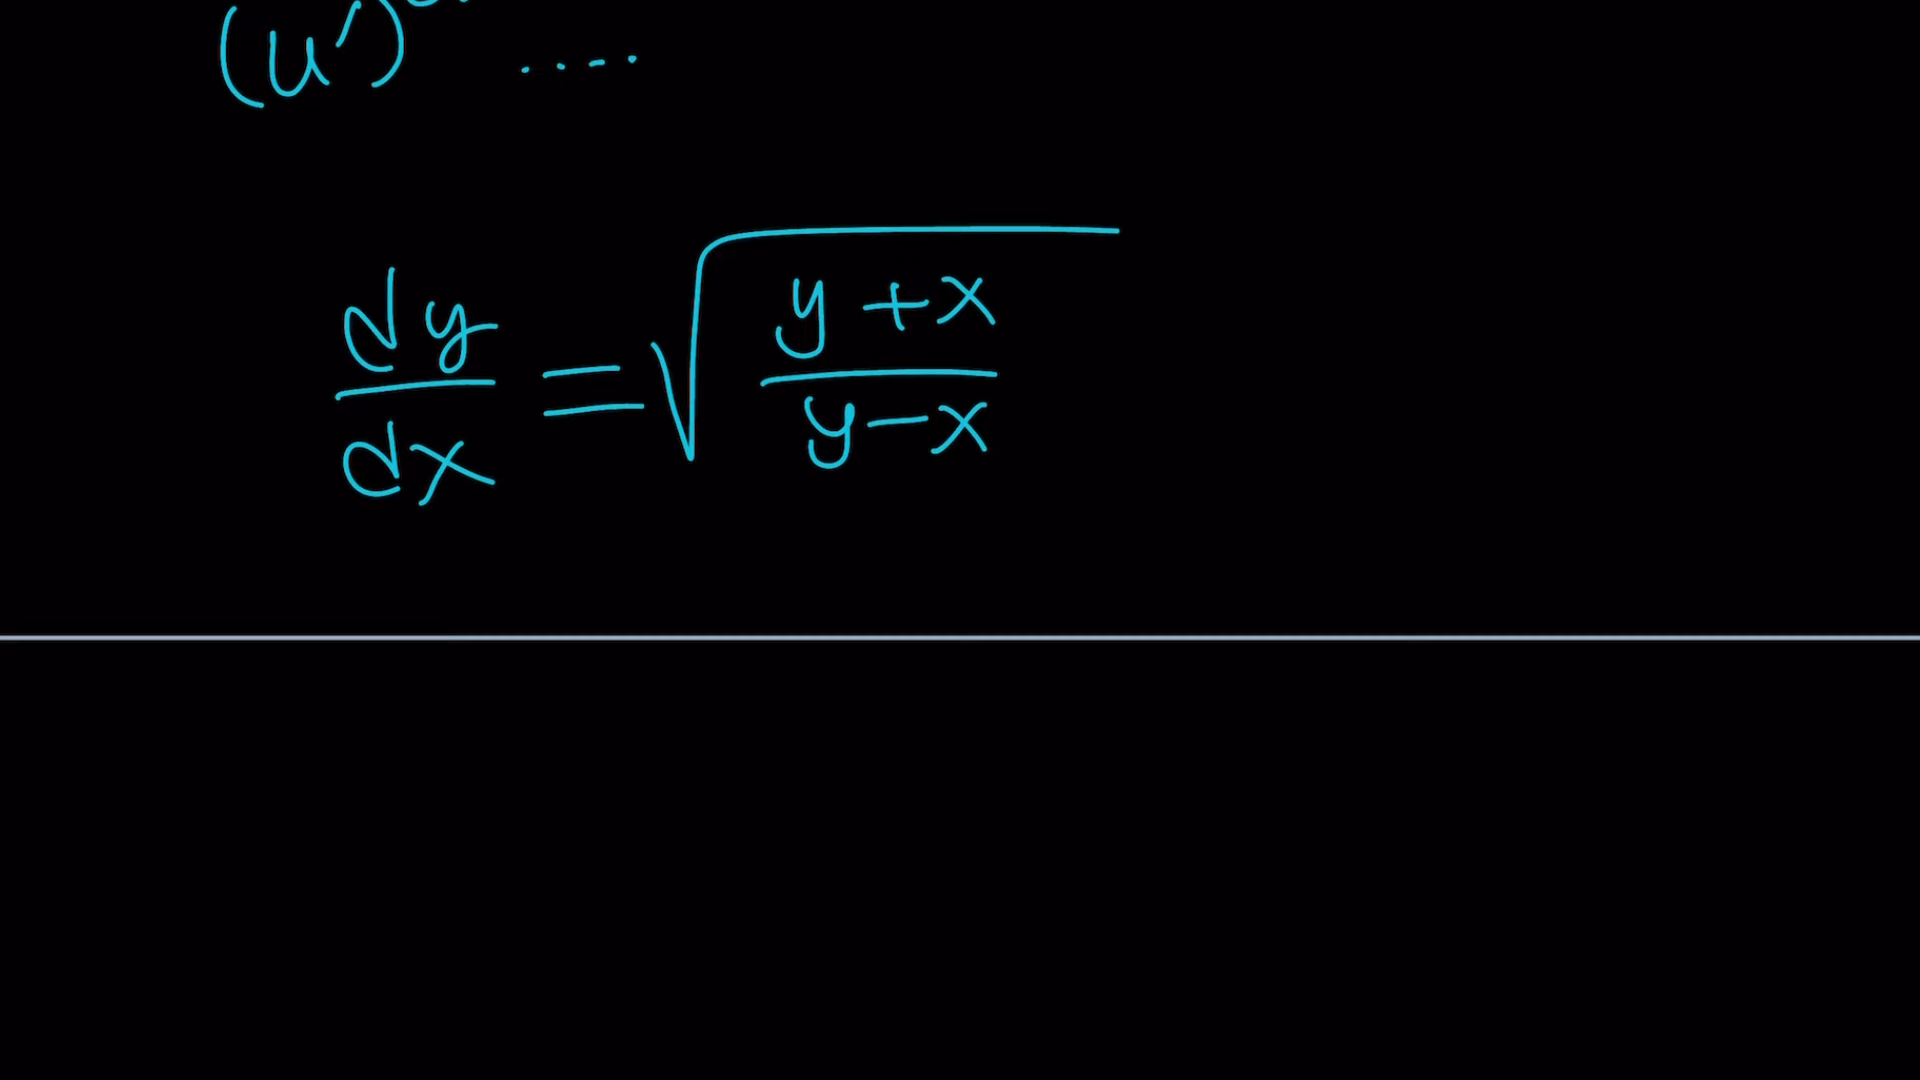 (u') ....
dy/dx = √((y+x)/(y-x))